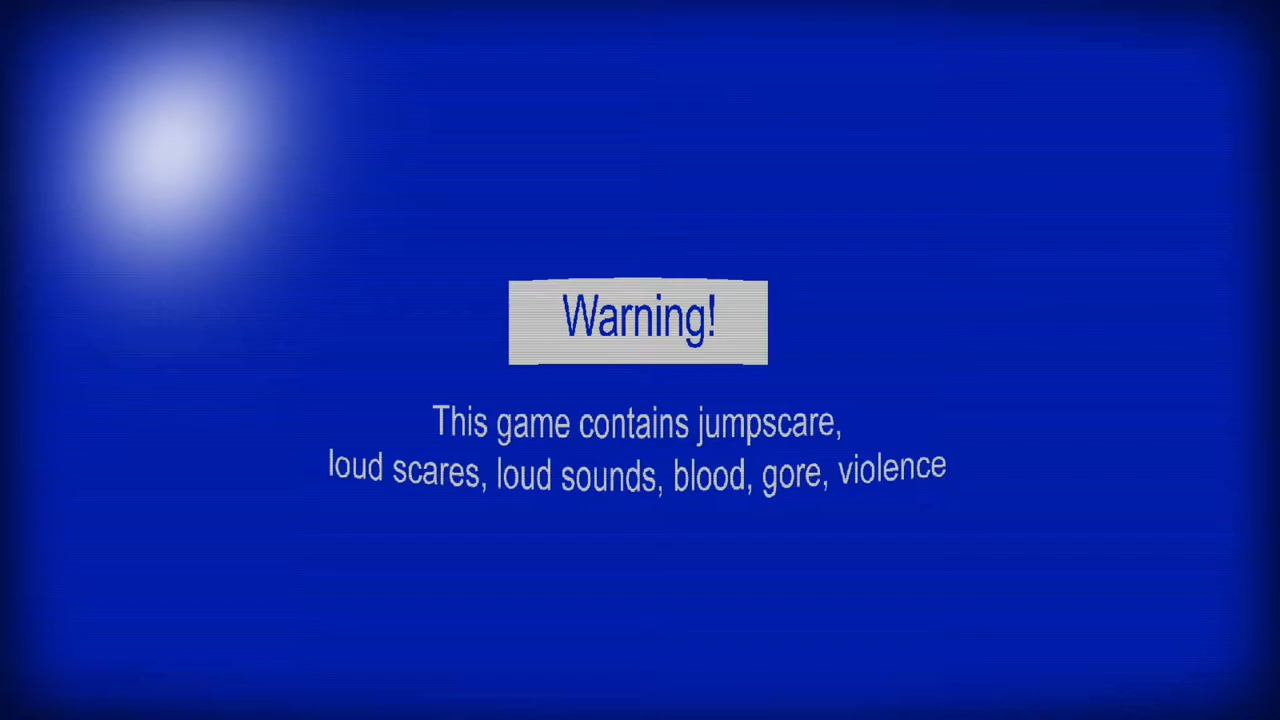 Warning!
This game contains jumpscare,
loud scares, loud sounds, blood, gore, violence